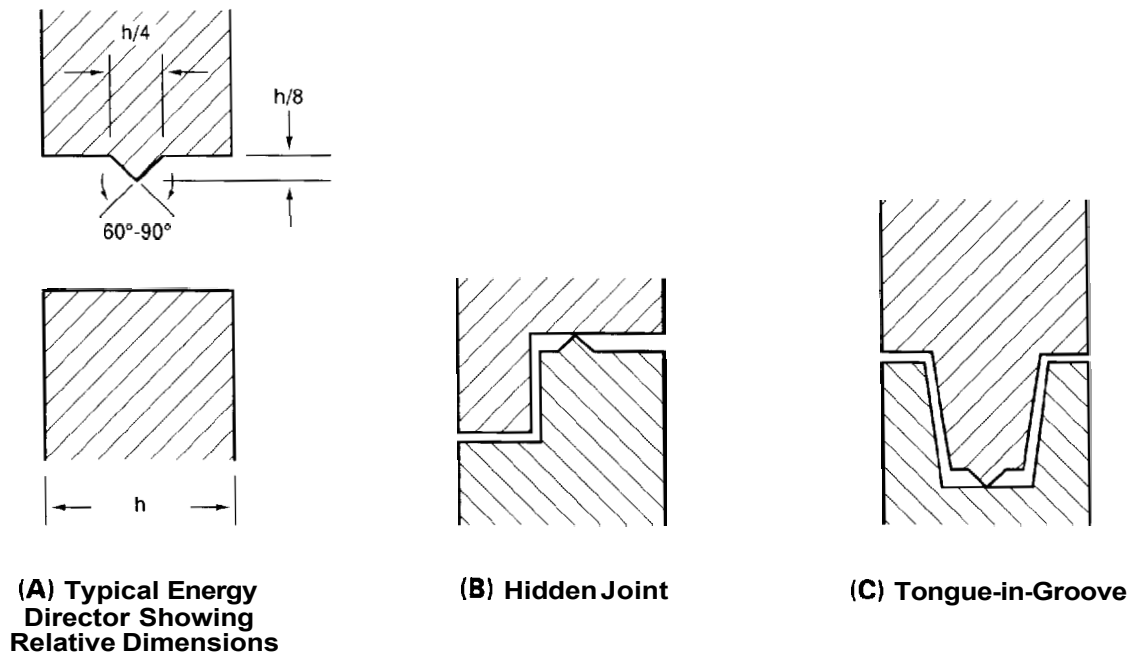 h/4
h/8
60°-90°
h
(A) Typical Energy
Director Showing
Relative Dimensions
(B) Hidden Joint
(C) Tongue-in-Groove